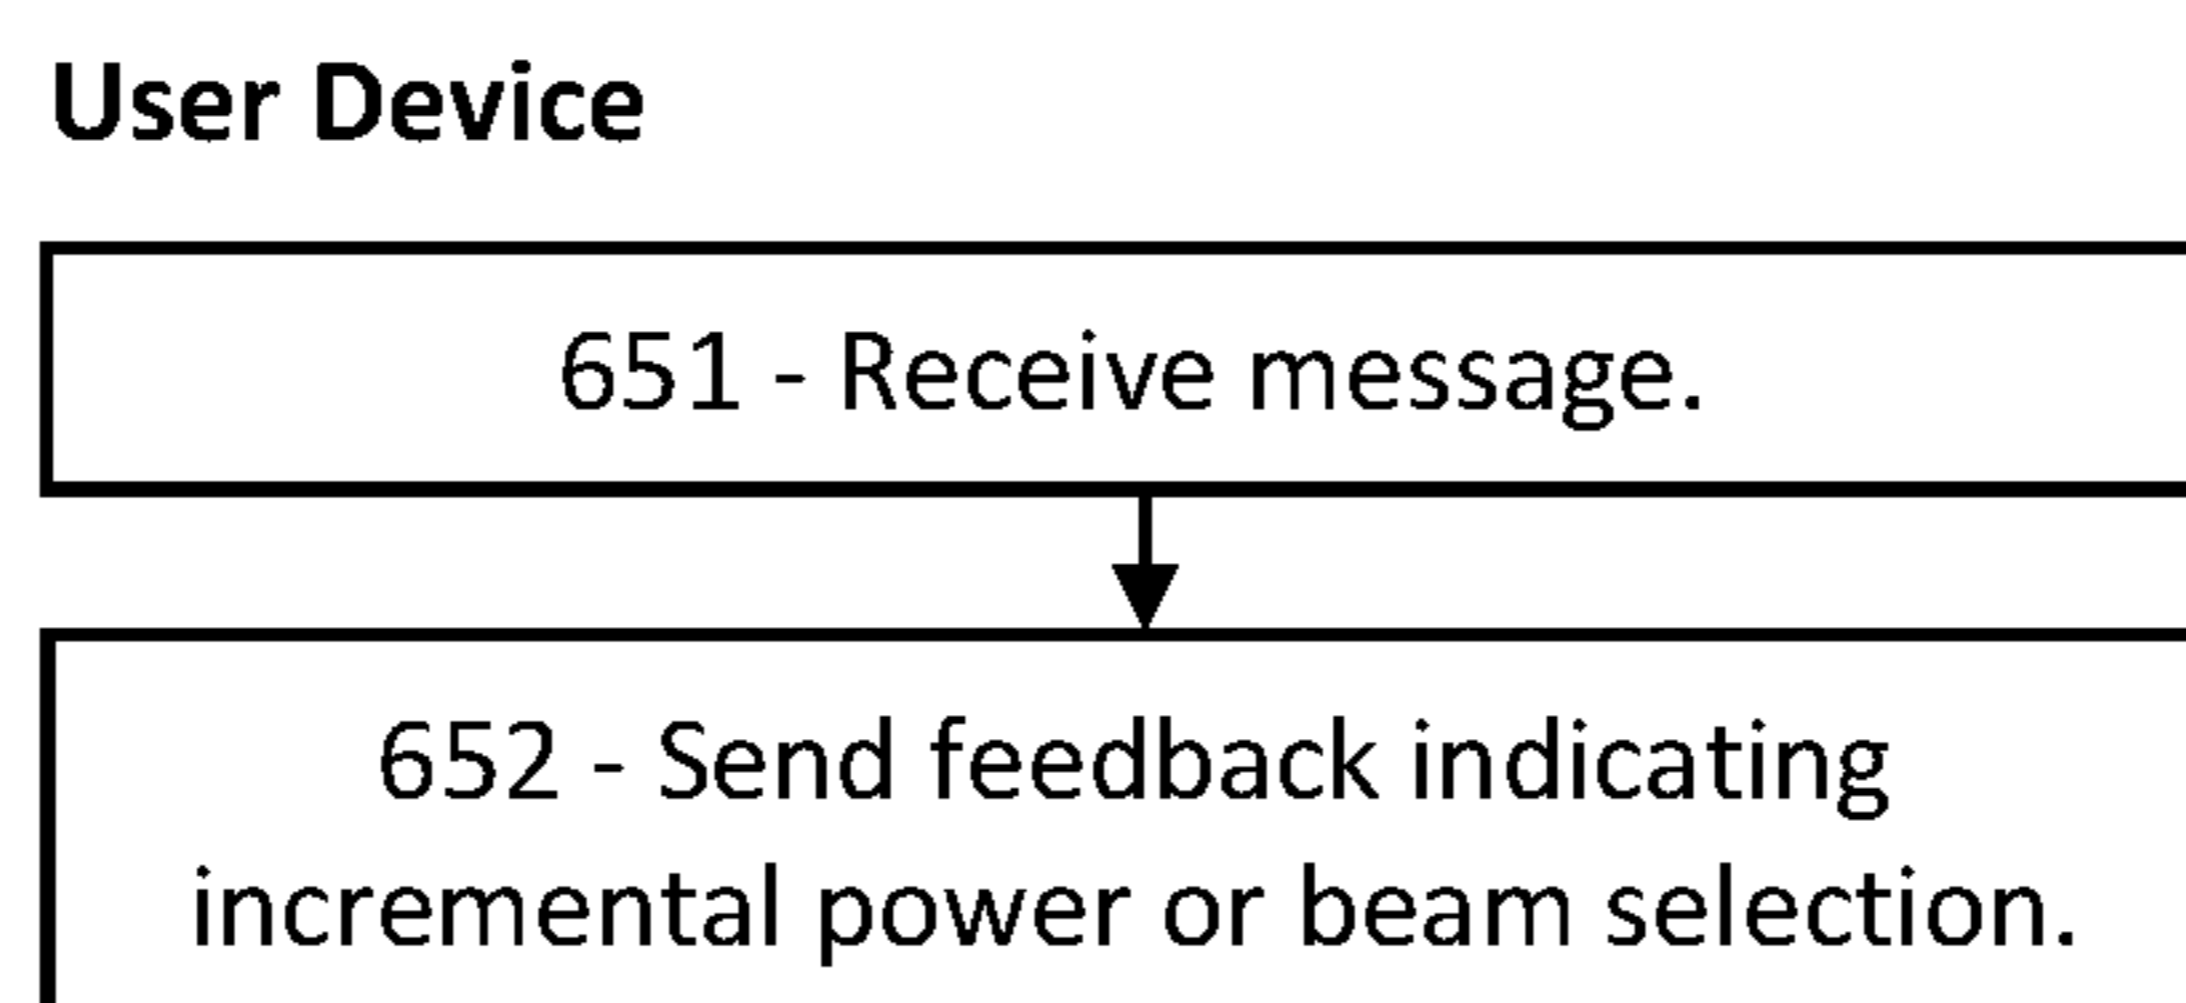 User Device
651 - Receive message.
652 - Send feedback indicating
incremental power or beam selection.